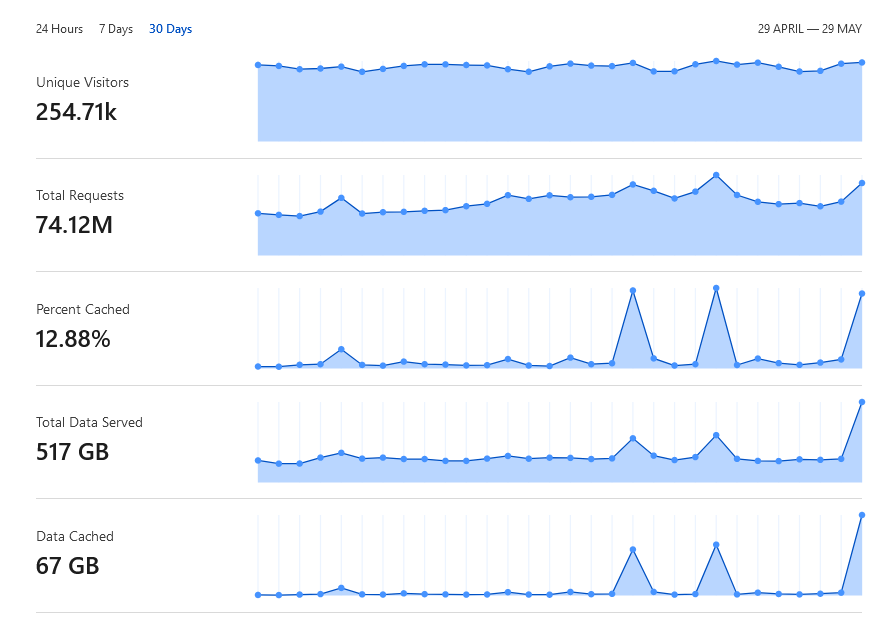 24 Hours 7 Days 30 Days 29 APRIL — 29 MAY
Unique Visitors
254.71k
Total Requests
74.12M
Percent Cached
12.88%
Total Data Served
517 GB
Data Cached
67 GB